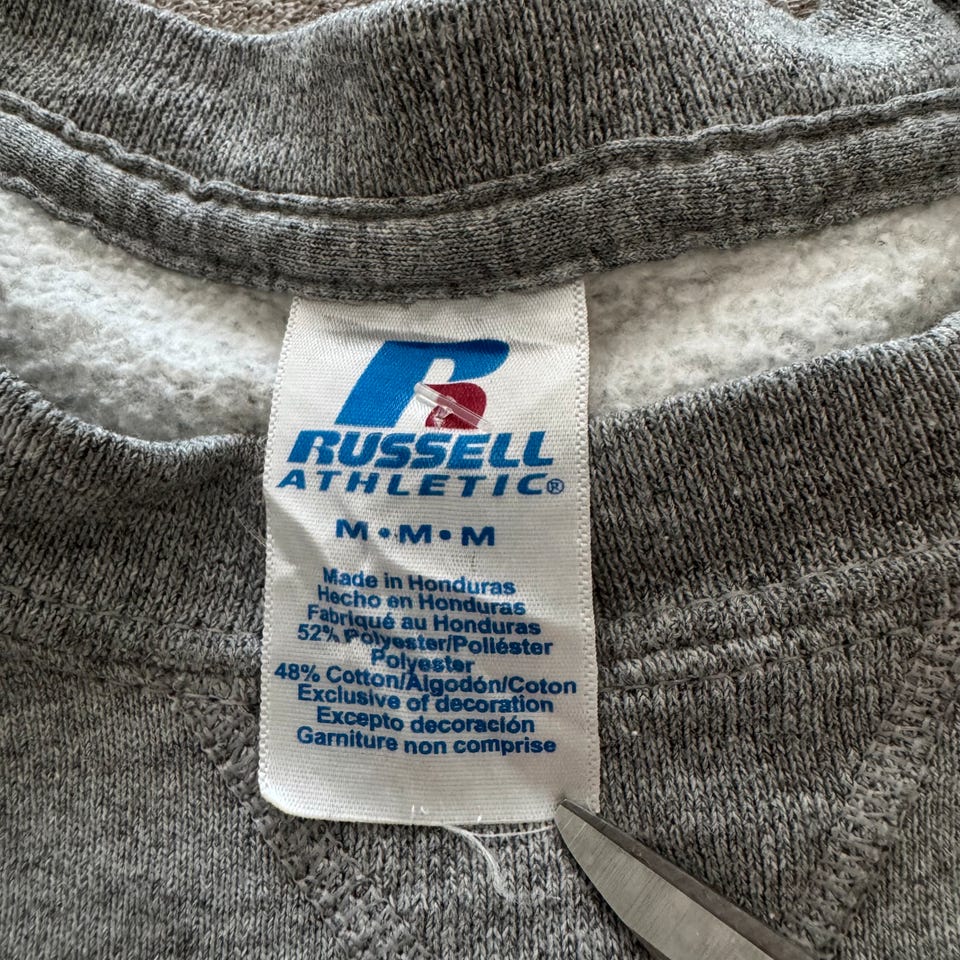 R
RUSSELL
ATHLETIC®
M•M•M
Made in Honduras
Hecho en Honduras
Fabriqué au Honduras
52% Polyester/Poliéster
Polyester
48% Cotton/Algodón/Coton
Exclusive of decoration
Excepto decoración
Garniture non comprise